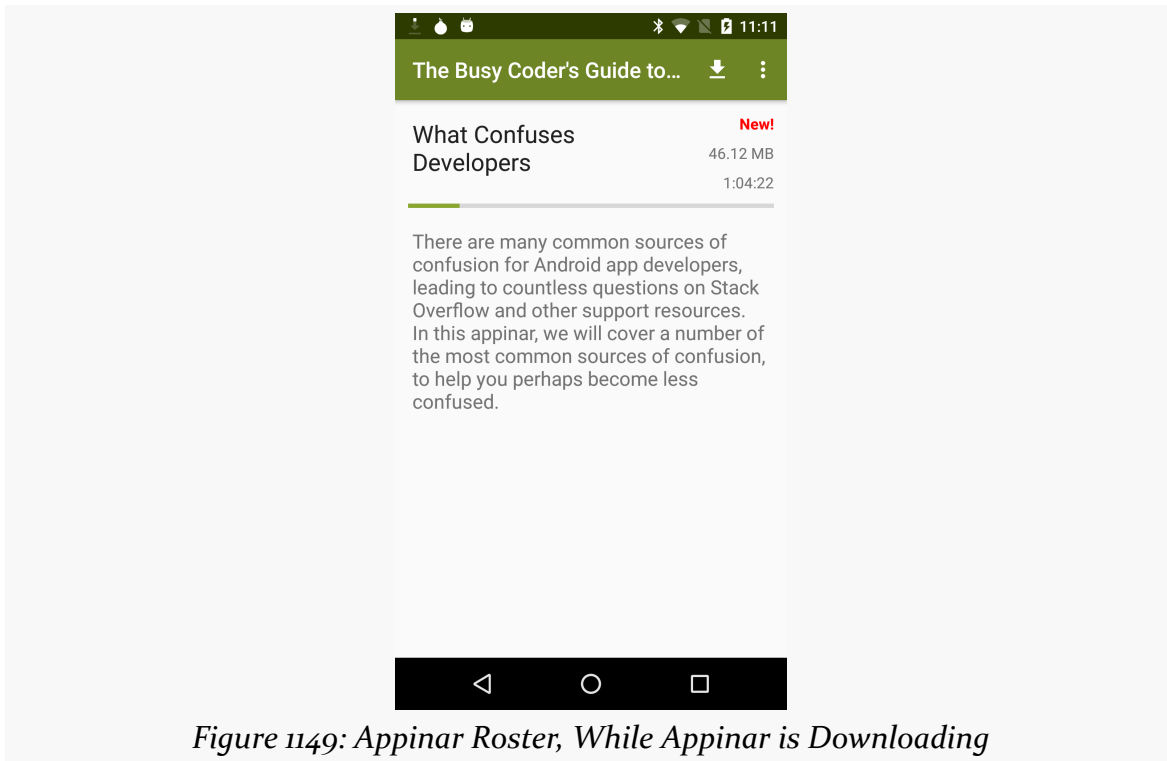 11:11
The Busy Coder's Guide to...
What Confuses
Developers
New!
46.12 MB
1:04:22
There are many common sources of
confusion for Android app developers,
leading to countless questions on Stack
Overflow and other support resources.
In this appinar, we will cover a number of
the most common sources of confusion,
to help you perhaps become less
confused.
Figure 1149: Appinar Roster, While Appinar is Downloading